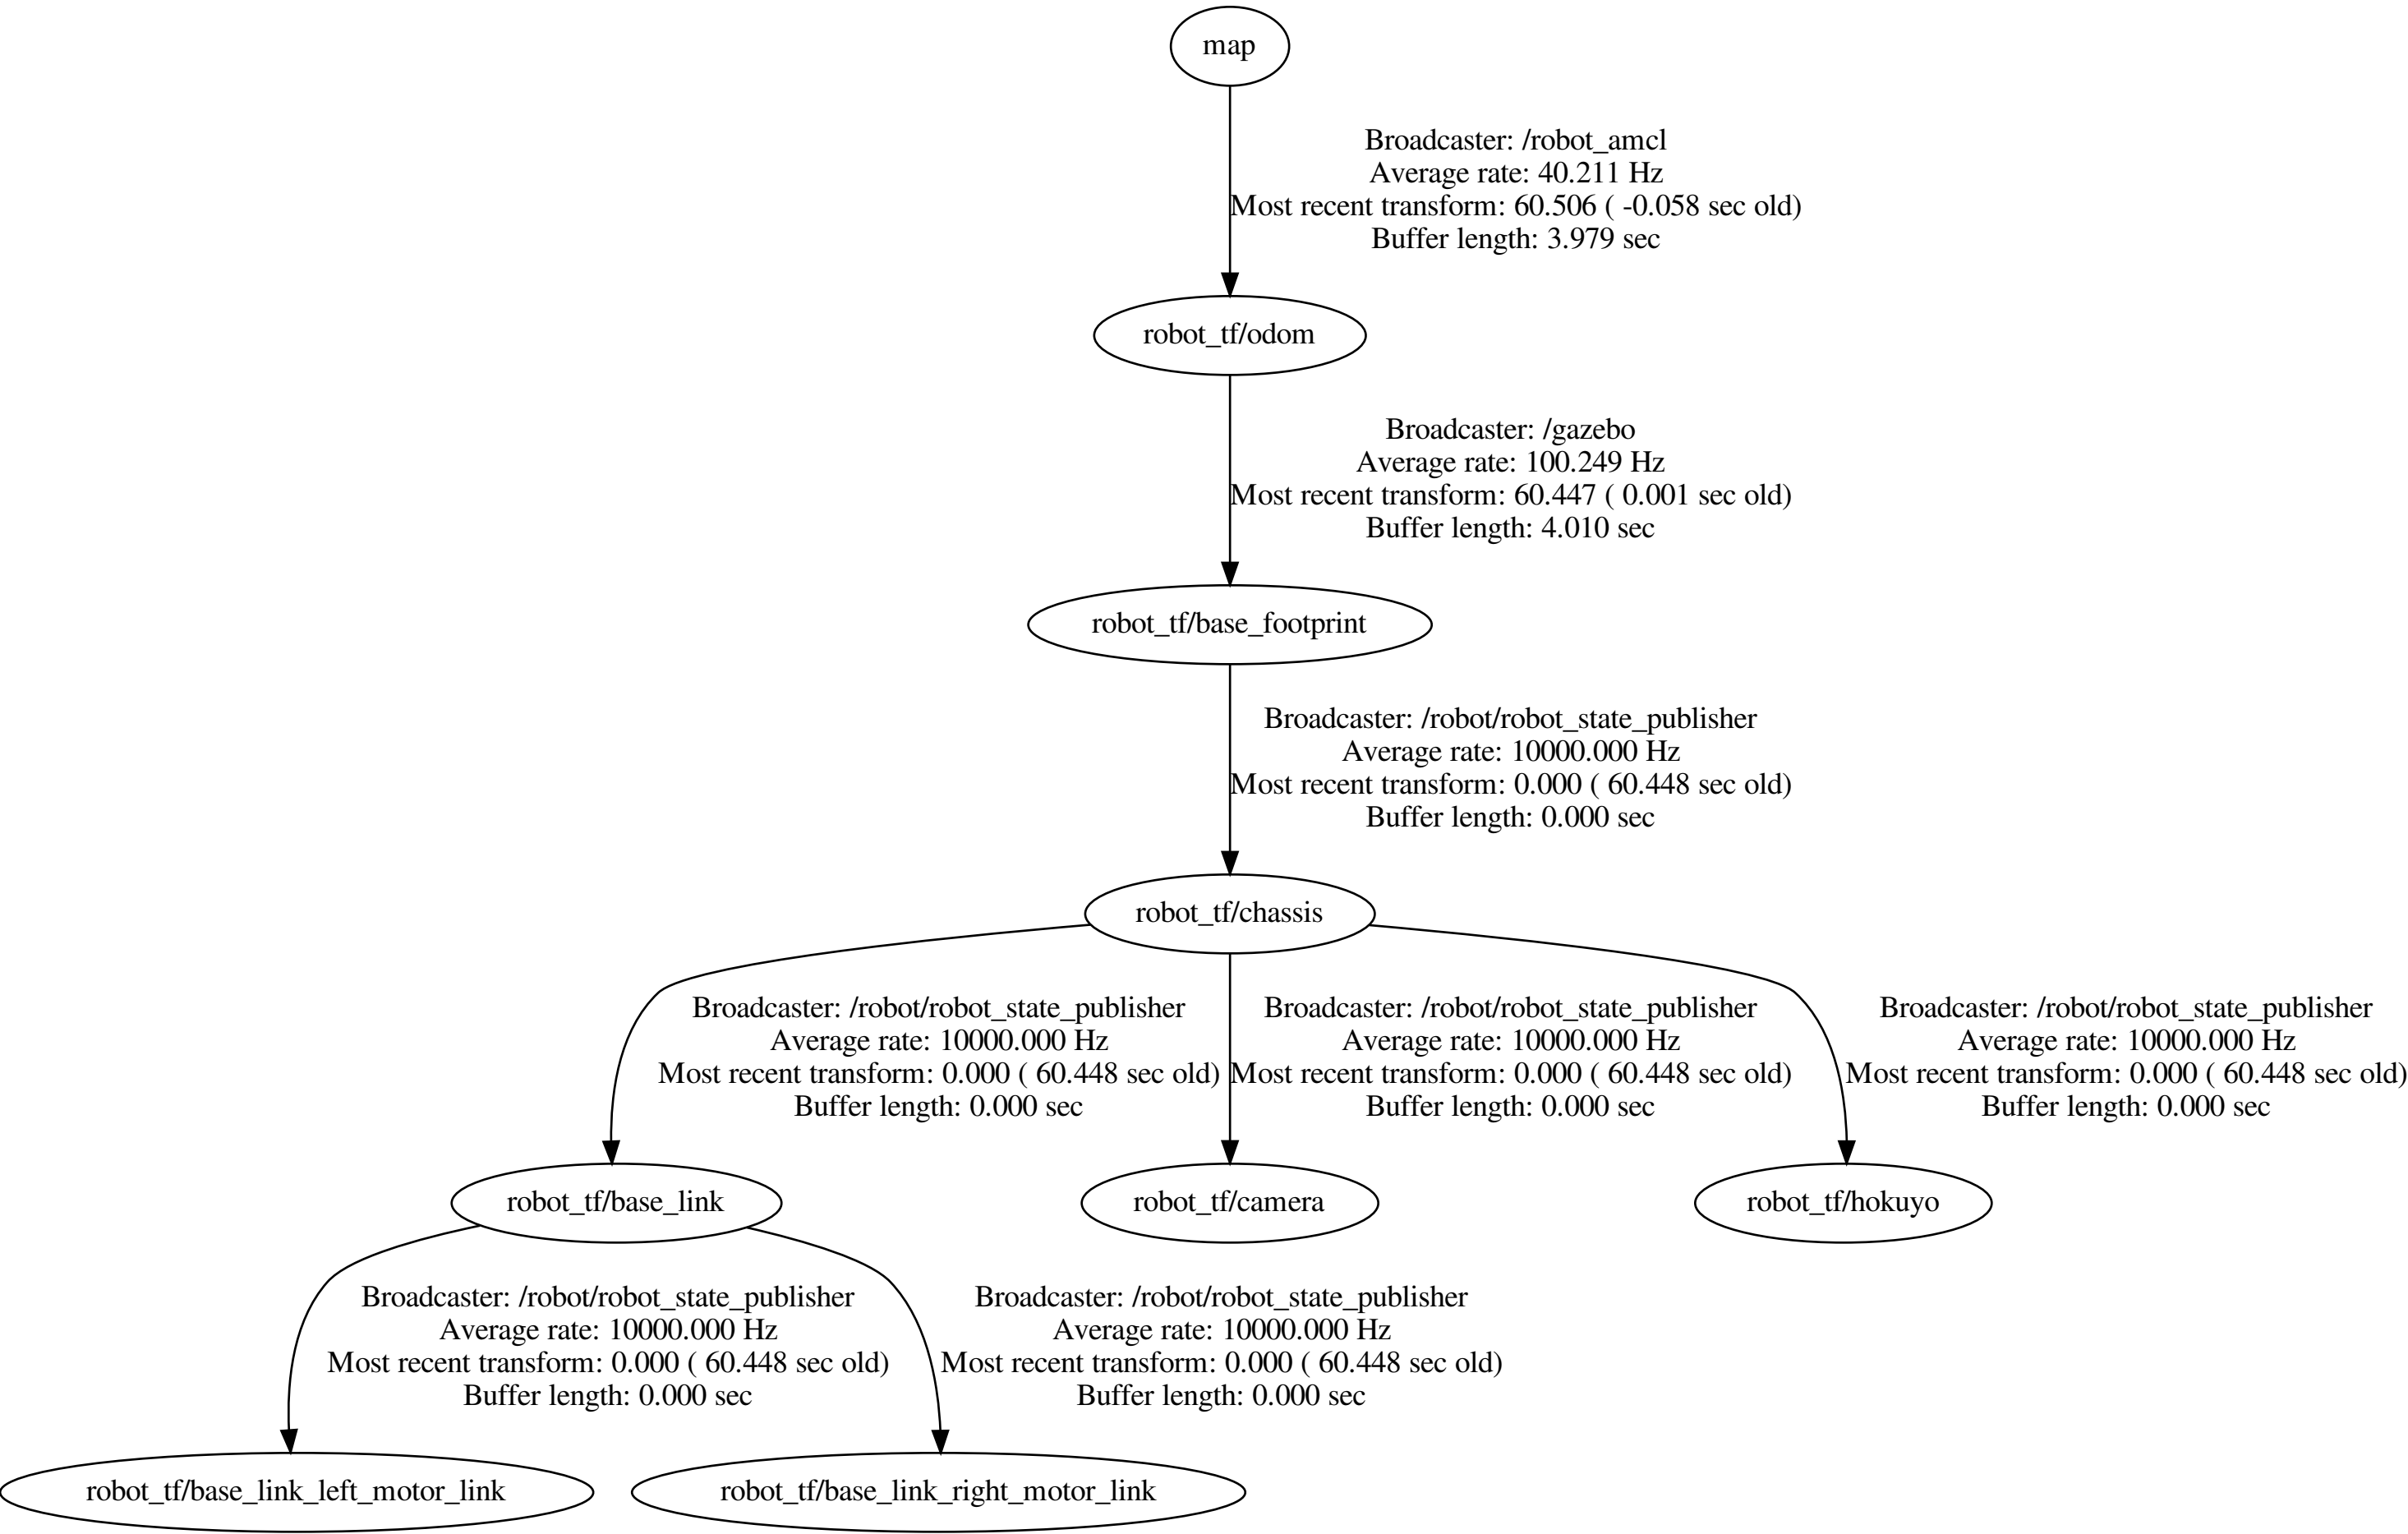 map
Broadcaster: /robot_amcl
Average rate: 40.211 Hz
Most recent transform: 60.506 ( -0.058 sec old)
Buffer length: 3.979 sec
robot_tf/odom
Broadcaster: /gazebo
Average rate: 100.249 Hz
Most recent transform: 60.447 ( 0.001 sec old)
Buffer length: 4.010 sec
robot_tf/base_footprint
Broadcaster: /robot/robot_state_publisher
Average rate: 10000.000 Hz
Most recent transform: 0.000 ( 60.448 sec old)
Buffer length: 0.000 sec
robot_tf/chassis
Broadcaster: /robot/robot_state_publisher
Average rate: 10000.000 Hz
Most recent transform: 0.000 ( 60.448 sec old)
Buffer length: 0.000 sec
Broadcaster: /robot/robot_state_publisher
Average rate: 10000.000 Hz
Most recent transform: 0.000 ( 60.448 sec old)
Buffer length: 0.000 sec
Broadcaster: /robot/robot_state_publisher
Average rate: 10000.000 Hz
Most recent transform: 0.000 ( 60.448 sec old)
Buffer length: 0.000 sec
robot_tf/base_link
robot_tf/camera
robot_tf/hokuyo
Broadcaster: /robot/robot_state_publisher
Average rate: 10000.000 Hz
Most recent transform: 0.000 ( 60.448 sec old)
Buffer length: 0.000 sec
Broadcaster: /robot/robot_state_publisher
Average rate: 10000.000 Hz
Most recent transform: 0.000 ( 60.448 sec old)
Buffer length: 0.000 sec
robot_tf/base_link_left_motor_link
robot_tf/base_link_right_motor_link